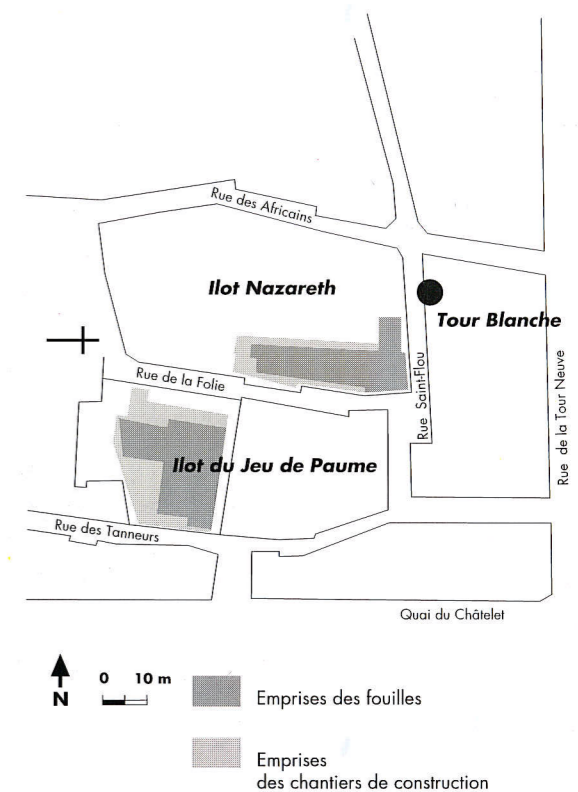 Rue des Africains
Ilot Nazareth
Tour Blanche
Rue de la Folie
Rue Saint-Flou
Rue de la Tour Neuve
Ilot du Jeu de Paume
Rue des Tanneurs
Quai du Châtelet
N
0 10 m
Emprises des fouilles
Emprises
des chantiers de construction